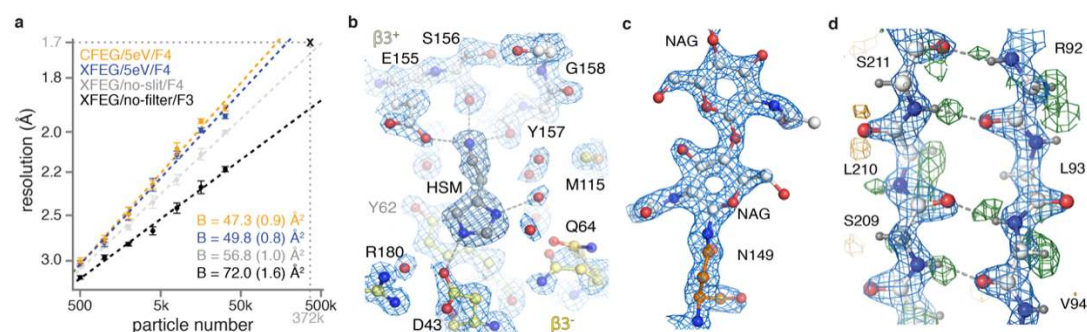 a
1.7
1.8
2.0
2.2
2.5
3.0
resolution (Å)
CFEG/5eV/F4
XFEG/5eV/F4
XFEG/no-slit/F4
XFEG/no-filter/F3
x
B = 47.3 (0.9) Å²
B = 49.8 (0.8) Å²
B = 56.8 (1.0) Å²
B = 72.0 (1.6) Å²
500
5k
50k
500k
372k
particle number
b
β3⁺
S156
E155
G158
Y157
HSM
M115
Y62
Q64
R180
D43
β3⁻
c
NAG
NAG
N149
d
S211
R92
L210
L93
S209
V94